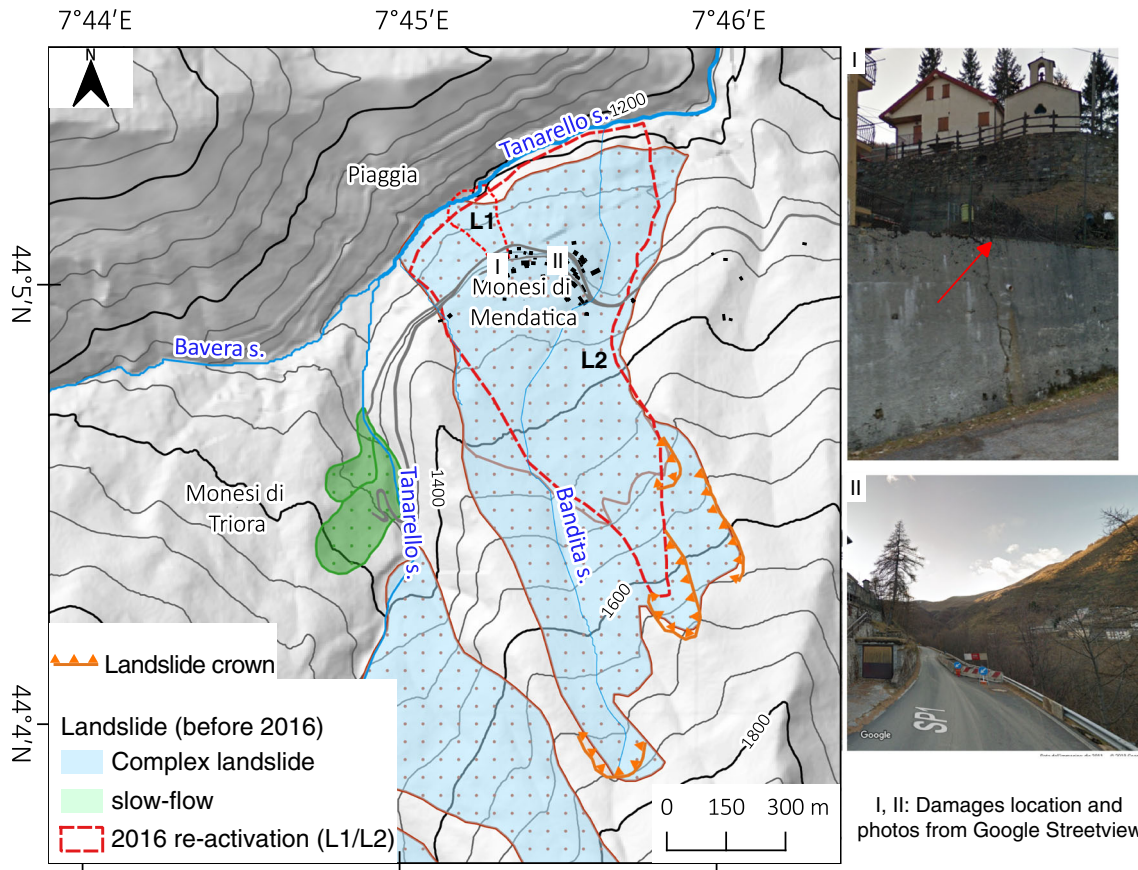 7°44′E
7°45′E
7°46′E
44°5′N
44°4′N
N
Tanarello s.
1200
Piaggia
L1
I
II
Monesi di
Mendatica
Bavera s.
L2
Monesi di
Triora
Tanarello s.
1400
Bandita s.
1600
1800
Landslide crown
Landslide (before 2016)
Complex landslide
slow-flow
2016 re-activation (L1/L2)
0 150 300 m
I
II
SP1
Google
I, II: Damages location and
photos from Google Streetview